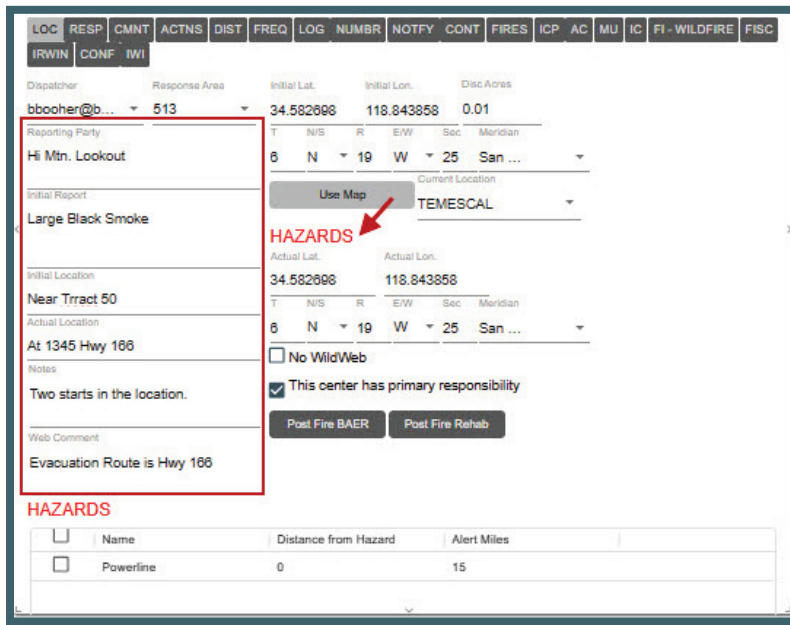 LOC RESP CMNT ACTNS DIST FREQ LOG NUMBR NOTFY CONT FIRES ICP AC MU IC FI - WILDFIRE FISC
IRWIN CONF IWI
Dispatcher Response Area Initial Lat. Initial Lon. Disc Acres
bbooher@b... 513 34.582698 118.843858 0.01
Reporting Party T N/S R E/W Sec Meridian
Hi Mtn. Lookout 6 N 19 W 25 San ...
Use Map Current Location
Initial Report TEMESCAL
Large Black Smoke
HAZARDS
Actual Lat. Actual Lon.
Initial Location 34.582698 118.843858
Near Trract 50 T N/S R E/W Sec Meridian
Actual Location 6 N 19 W 25 San ...
At 1345 Hwy 166
No WildWeb
Notes
Two starts in the location. This center has primary responsibility
Post Fire BAER Post Fire Rehab
Web Comment
Evacuation Route is Hwy 166
HAZARDS
Name Distance from Hazard Alert Miles
Powerline 0 15